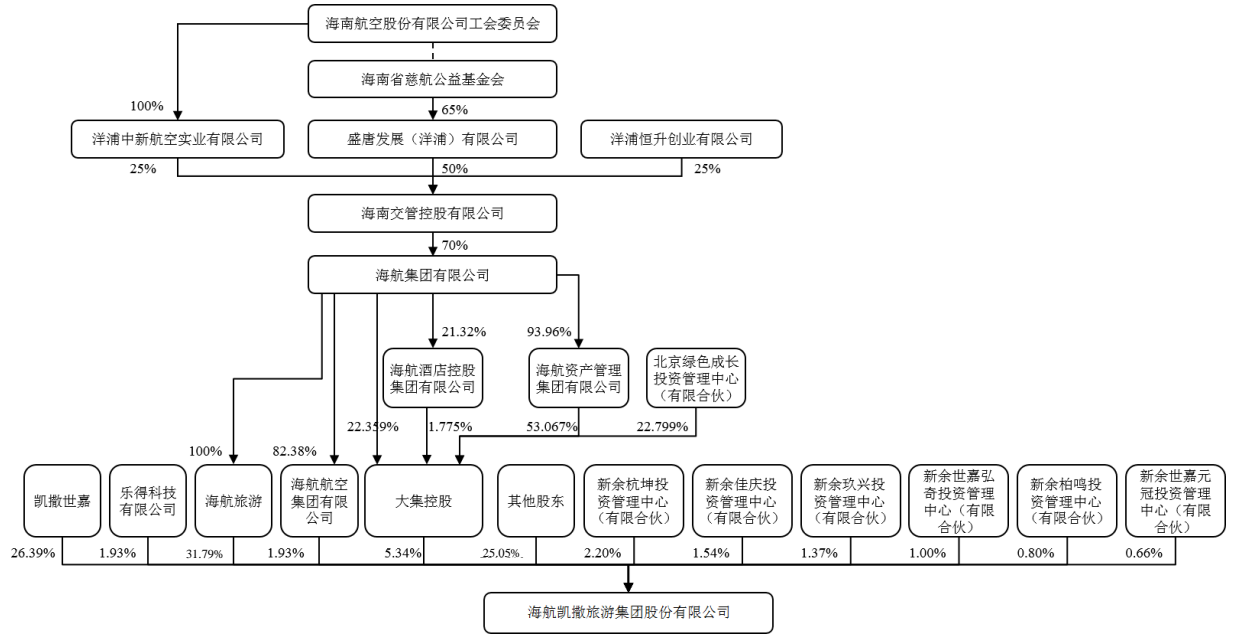 海南航空股份有限公司工会委员会
海南省慈航公益基金会
100%
65%
洋浦中新航空实业有限公司
盛唐发展（洋浦）有限公司
洋浦恒升创业有限公司
25%
50%
25%
海南交管控股有限公司
70%
海航集团有限公司
21.32%
93.96%
海航酒店控股
集团有限公司
海航资产管理
集团有限公司
北京绿色成长
投资管理中心
（有限合伙）
22.359%
1.775%
53.067%
22.799%
100%
82.38%
凯撒世嘉
乐得科技
有限公司
海航旅游
海航航空
集团有限
公司
大集控股
其他股东
新余杭坤投
资管理中心
（有限合伙）
新余佳庆投
资管理中心
（有限合伙）
新余玖兴投
资管理中心
（有限合伙）
新余世嘉弘
奇投资管理
中心（有限
合伙）
新余柏鸣投
资管理中心
（有限合伙）
新余世嘉元
冠投资管理
中心（有限
合伙）
26.39%
1.93%
31.79%
1.93%
5.34%
25.05%
2.20%
1.54%
1.37%
1.00%
0.80%
0.66%
海航凯撒旅游集团股份有限公司